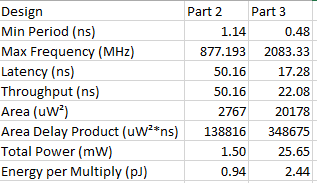 Design Part 2 Part 3
Min Period (ns) 1.14 0.48
Max Frequency (MHz) 877.193 2083.33
Latency (ns) 50.16 17.28
Throughput (ns) 50.16 22.08
Area (uW²) 2767 20178
Area Delay Product (uW²*ns) 138816 348675
Total Power (mW) 1.50 25.65
Energy per Multiply (pJ) 0.94 2.44